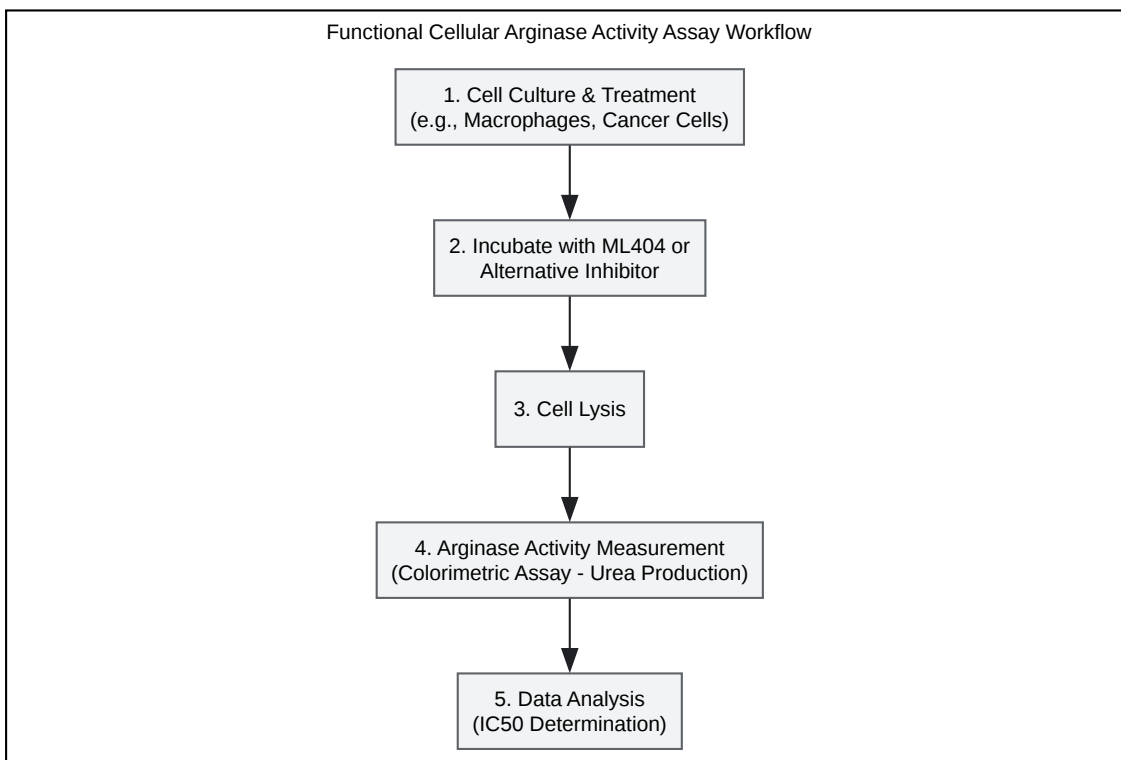 Functional Cellular Arginase Activity Assay Workflow
1. Cell Culture & Treatment
(e.g., Macrophages, Cancer Cells)
2. Incubate with ML404 or
Alternative Inhibitor
3. Cell Lysis
4. Arginase Activity Measurement
(Colorimetric Assay - Urea Production)
5. Data Analysis
(IC50 Determination)